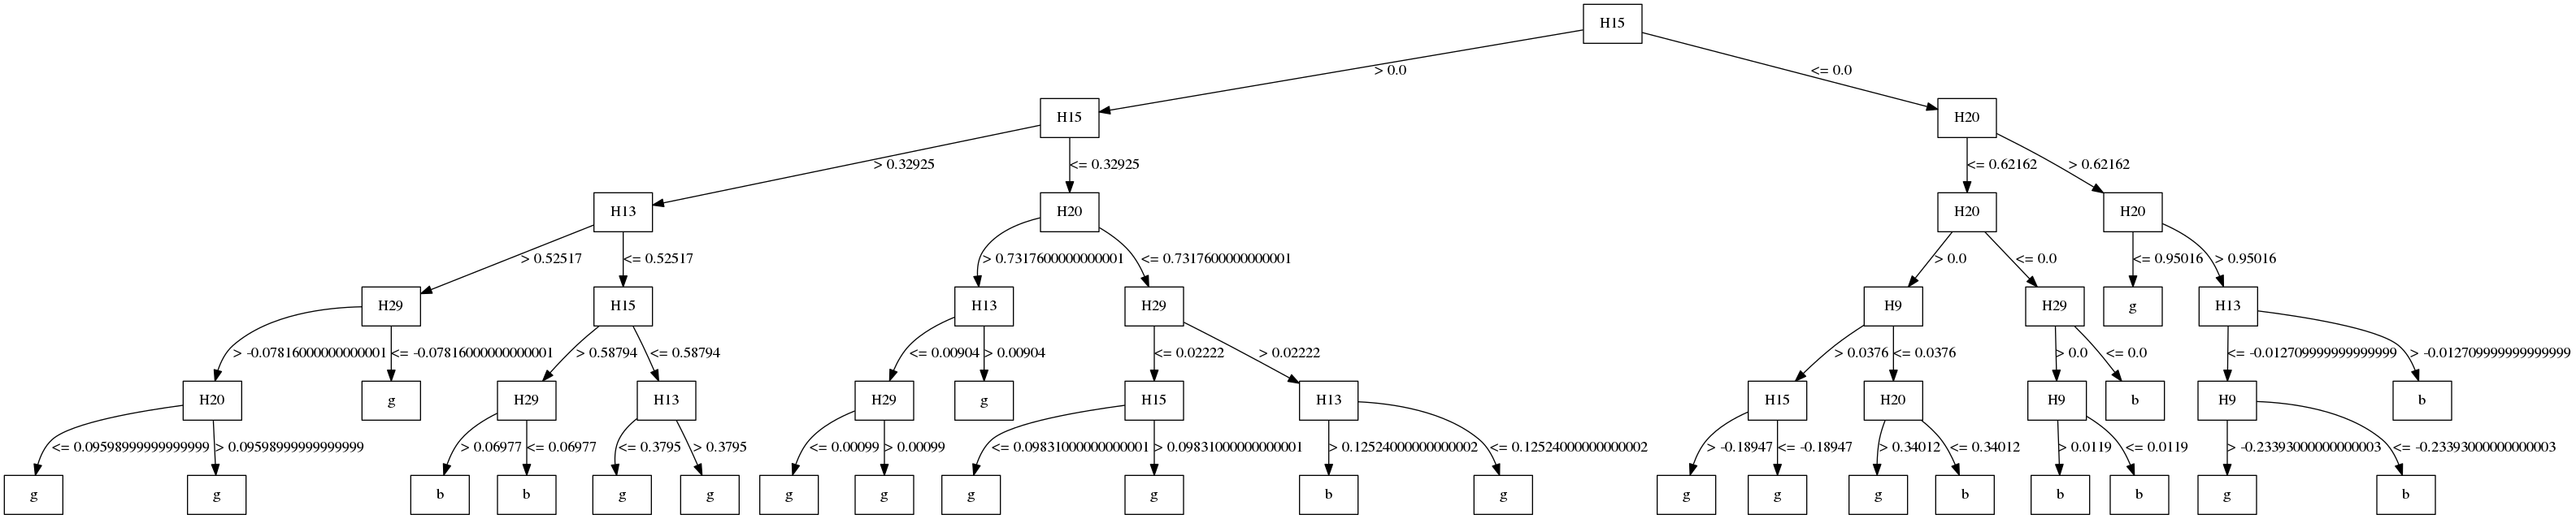 H15
> 0.0 <= 0.0
H15 H20
> 0.32925 <= 0.32925 <= 0.62162 > 0.62162
H13 H20 H20 H20
> 0.52517 <= 0.52517 > 0.7317600000000001 <= 0.7317600000000001 > 0.0 <= 0.0 <= 0.95016 > 0.95016
H29 H15 H13 H29 H9 H29 g H13
> -0.07816000000000001 <= -0.07816000000000001 > 0.58794 <= 0.58794 <= 0.00904 > 0.00904 <= 0.02222 > 0.02222 > 0.0376 <= 0.0376 > 0.0 <= 0.0 <= -0.012709999999999999 > -0.012709999999999999
H20 g H29 H13 H29 g H15 H13 H15 H20 H9 b H9 b
<= 0.09598999999999999 > 0.09598999999999999 > 0.06977 <= 0.06977 <= 0.3795 > 0.3795 <= 0.00099 > 0.00099 <= 0.09831000000000001 > 0.09831000000000001 > 0.12524000000000002 <= 0.12524000000000002 > -0.18947 <= -0.18947 > 0.34012 <= 0.34012 > 0.0119 <= 0.0119 > -0.23393000000000003 <= -0.23393000000000003
g g b b g g g g g g b g g g g b b b g b